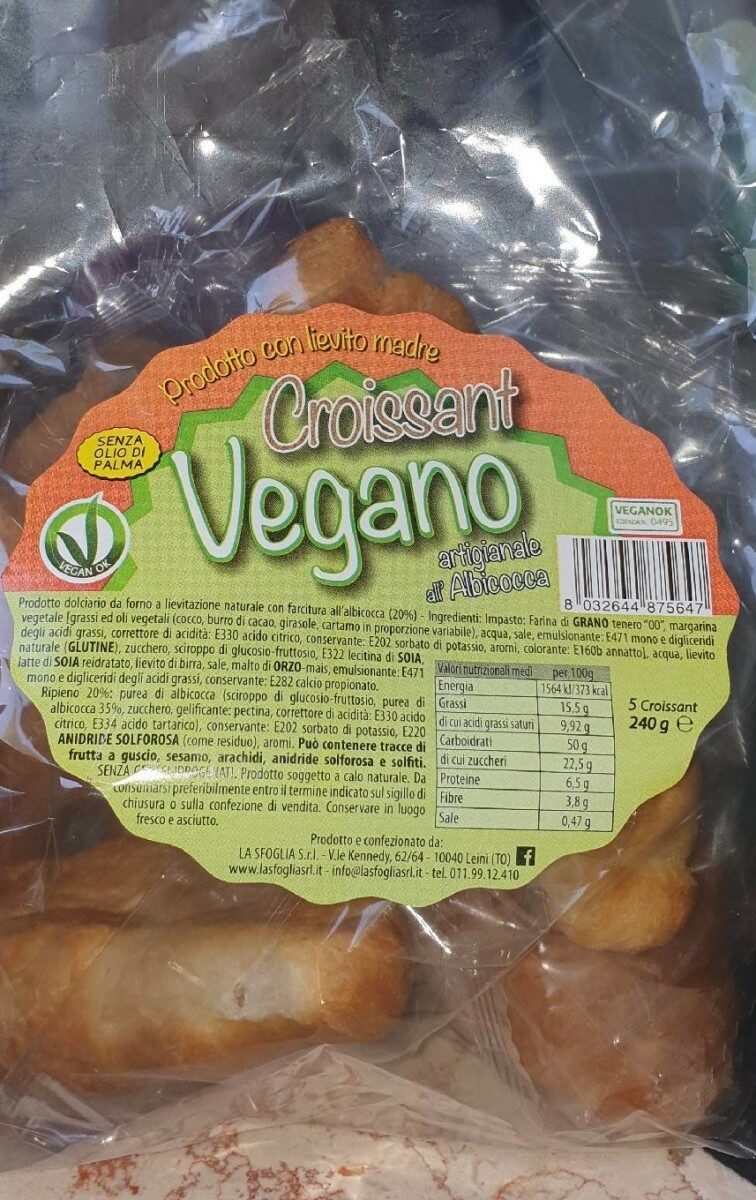 Prodotto con lievito madre
Croissant
Vegano
artigianale
all' Albicocca
SENZA
OLIO DI
PALMA
VEGAN OK
VEGANOK
0495
8 032644 875647
Prodotto dolciario da forno a lievitazione naturale con farcitura all'albicocca (20%) - Ingredienti: Impasto: Farina di GRANO tenero "00", margarina
vegetale [grassi ed oli vegetali (cocco, burro di cacao, girasole, cartamo in proporzione variabile), acqua, sale, emulsionante: E471 mono e digliceridi
degli acidi grassi, correttore di acidità: E330 acido citrico, conservante: E202 sorbato di potassio, aromi, colorante: E160b annatto], acqua, lievito
naturale (GLUTINE), zucchero, sciroppo di glucosio-fruttosio, E322 lecitina di SOIA,
latte di SOIA reidratato, lievito di birra, sale, malto di ORZO-mais, emulsionante: E471
mono e digliceridi degli acidi grassi, conservante: E282 calcio propionato.
Ripieno 20%: purea di albicocca (sciroppo di glucosio-fruttosio, purea di
albicocca 35%, zucchero, gelificante: pectina, correttore di acidità: E330 acido
citrico, E334 acido tartarico), conservante: E202 sorbato di potassio, E220
ANIDRIDE SOLFOROSA (come residuo), aromi. Può contenere tracce di
frutta a guscio, sesamo, arachidi, anidride solforosa e solfiti.
SENZA GRASSI IDROGENATI. Prodotto soggetto a calo naturale. Da
consumarsi preferibilmente entro il termine indicato sul sigillo di
chiusura o sulla confezione di vendita. Conservare in luogo
fresco e asciutto.
Valori nutrizionali medi per 100g
Energia 1564 kJ/373 kcal
Grassi 15,5 g
di cui acidi grassi saturi 9,92 g
Carboidrati 50 g
di cui zuccheri 22,5 g
Proteine 6,5 g
Fibre 3,8 g
Sale 0,47 g
5 Croissant
240 g e
Prodotto e confezionato da:
LA SFOGLIA S.r.l. - V.le Kennedy, 62/64 - 10040 Leinì (TO) f
www.lasfogliasrl.it - info@lasfogliasrl.it - tel. 011.99.12.410